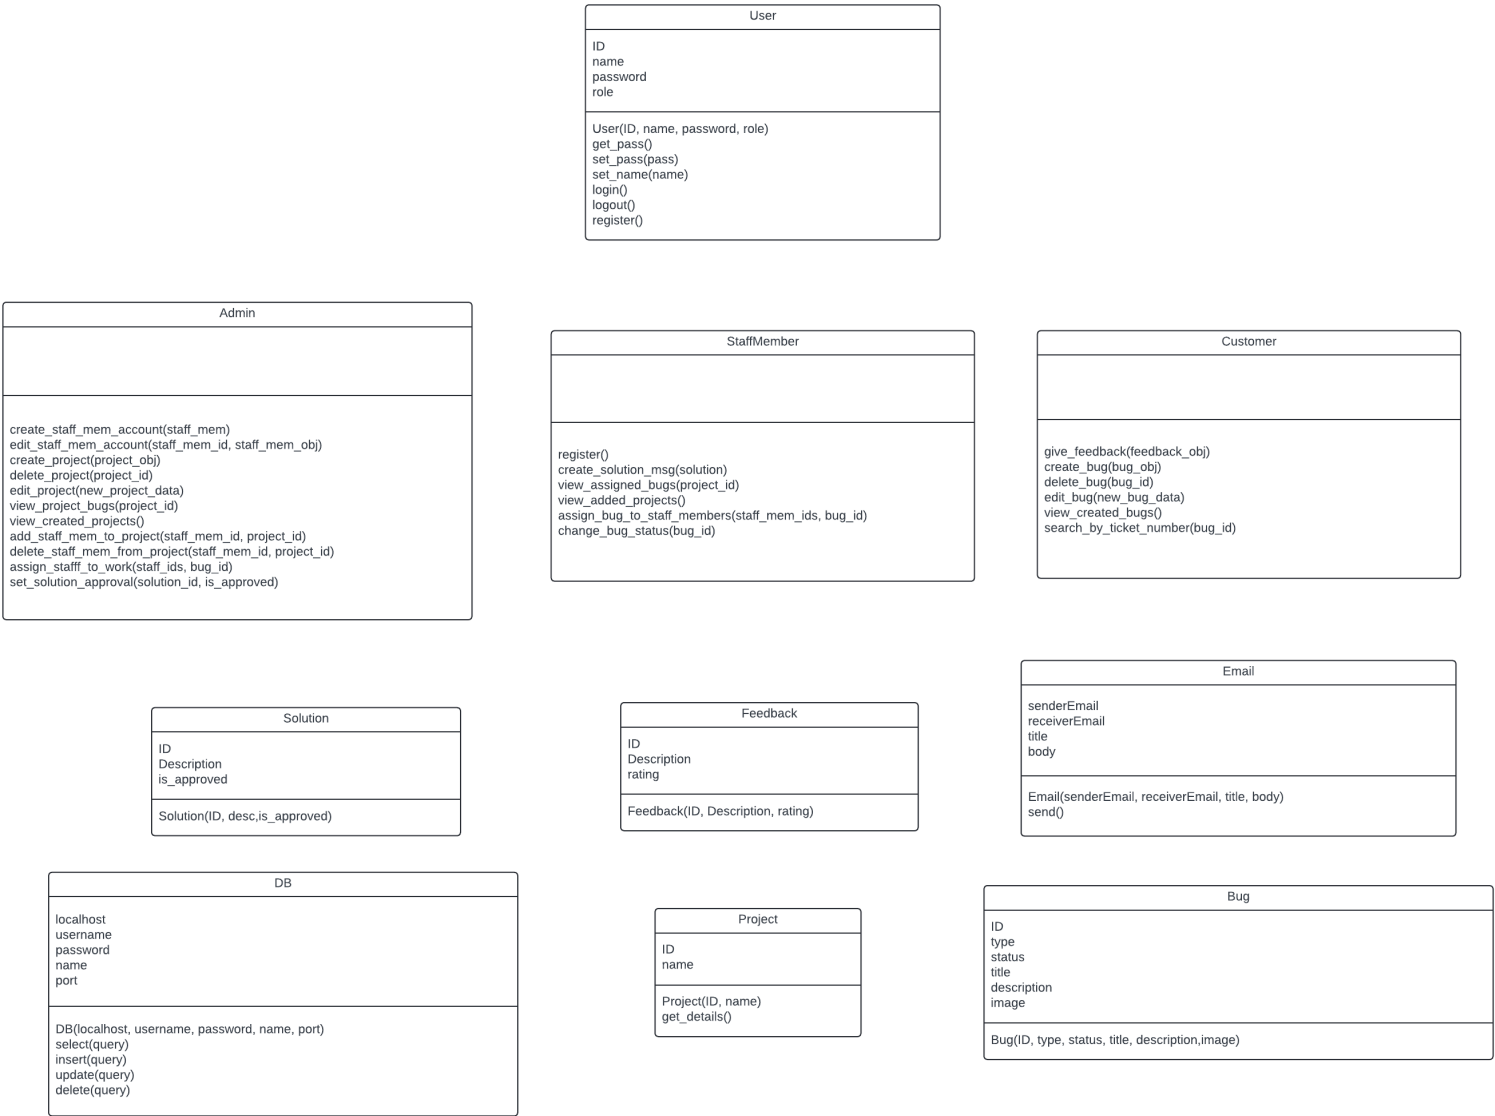 User
ID
name
password
role
User(ID, name, password, role)
get_pass()
set_pass(pass)
set_name(name)
login()
logout()
register()
Admin
create_staff_mem_account(staff_mem)
edit_staff_mem_account(staff_mem_id, staff_mem_obj)
create_project(project_obj)
delete_project(project_id)
edit_project(new_project_data)
view_project_bugs(project_id)
view_created_projects()
add_staff_mem_to_project(staff_mem_id, project_id)
delete_staff_mem_from_project(staff_mem_id, project_id)
assign_stafff_to_work(staff_ids, bug_id)
set_solution_approval(solution_id, is_approved)
StaffMember
register()
create_solution_msg(solution)
view_assigned_bugs(project_id)
view_added_projects()
assign_bug_to_staff_members(staff_mem_ids, bug_id)
change_bug_status(bug_id)
Customer
give_feedback(feedback_obj)
create_bug(bug_obj)
delete_bug(bug_id)
edit_bug(new_bug_data)
view_created_bugs()
search_by_ticket_number(bug_id)
Solution
ID
Description
is_approved
Solution(ID, desc,is_approved)
Feedback
ID
Description
rating
Feedback(ID, Description, rating)
Email
senderEmail
receiverEmail
title
body
Email(senderEmail, receiverEmail, title, body)
send()
DB
localhost
username
password
name
port
DB(localhost, username, password, name, port)
select(query)
insert(query)
update(query)
delete(query)
Project
ID
name
Project(ID, name)
get_details()
Bug
ID
type
status
title
description
image
Bug(ID, type, status, title, description,image)